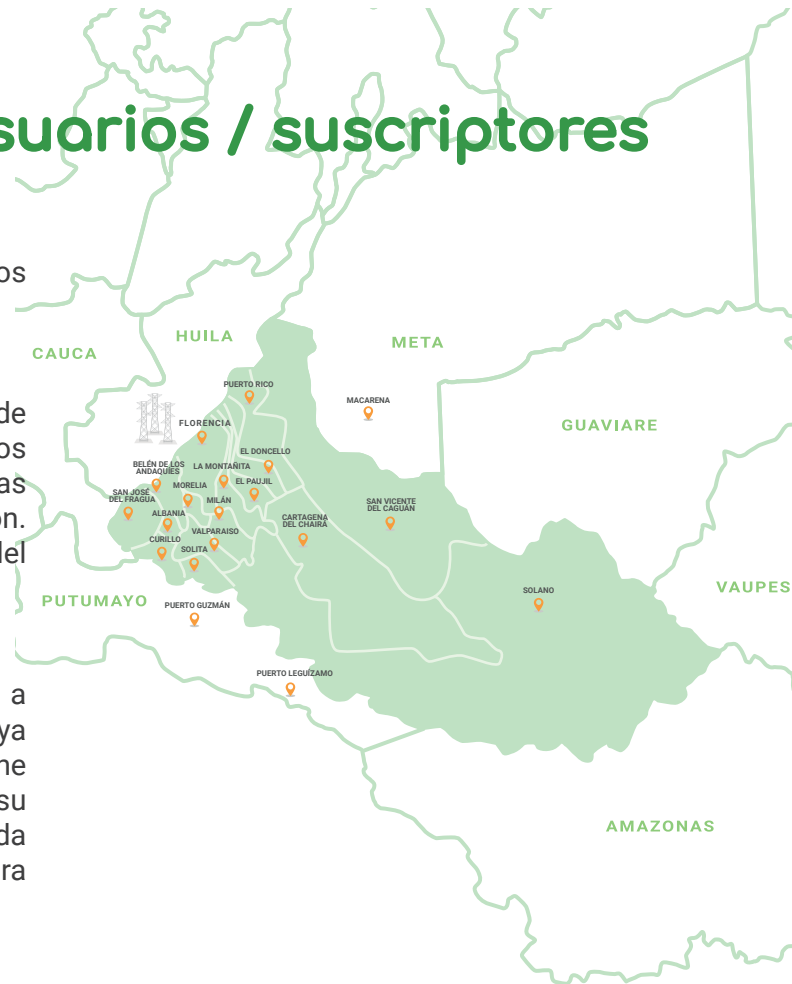 suarios / suscriptores
os
de
os
as
ón.
del
a
ya
ne
su
da
ra
HUILA
CAUCA
META
PUERTO RICO
MACARENA
FLORENCIA
GUAVIARE
EL DONCELLO
BELÉN DE LOS
ANDAQUÍES
LA MONTAÑITA
EL PAUJIL
SAN JOSÉ
DEL FRAGUA
MORELIA
MILÁN
SAN VICENTE
DEL CAGUÁN
ALBANIA
CARTAGENA
DEL CHAIRÁ
CURILLO
VALPARAISO
SOLITA
SOLANO
VAUPES
PUTUMAYO
PUERTO GUZMÁN
PUERTO LEGUÍZAMO
AMAZONAS